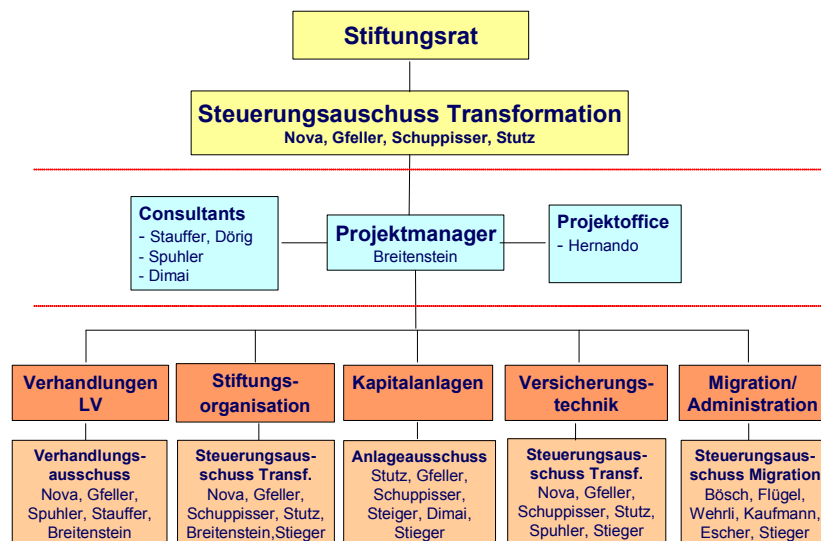 Stiftungsrat
Steuerungsauschuss Transformation
Nova, Gfeller, Schuppisser, Stutz
Consultants
- Stauffer, Dörig
- Spuhler
- Dimai
Projektmanager
Breitenstein
Projektoffice
- Hernando
Verhandlungen
LV
Stiftungs-
organisation
Kapitalanlagen
Versicherungs-
technik
Migration/
Administration
Verhandlungs-
ausschuss
Nova, Gfeller,
Spuhler, Stauffer,
Breitenstein
Steuerungsaus-
schuss Transf.
Nova, Gfeller,
Schuppisser, Stutz,
Breitenstein,Stieger
Anlageausschuss
Stutz, Gfeller,
Schuppisser,
Steiger, Dimai,
Stieger
Steuerungsaus-
schuss Transf.
Nova, Gfeller,
Schuppisser, Stutz,
Spuhler, Stieger
Steuerungsaus-
schuss Migration
Bösch, Flügel,
Wehrli, Kaufmann,
Escher, Stieger